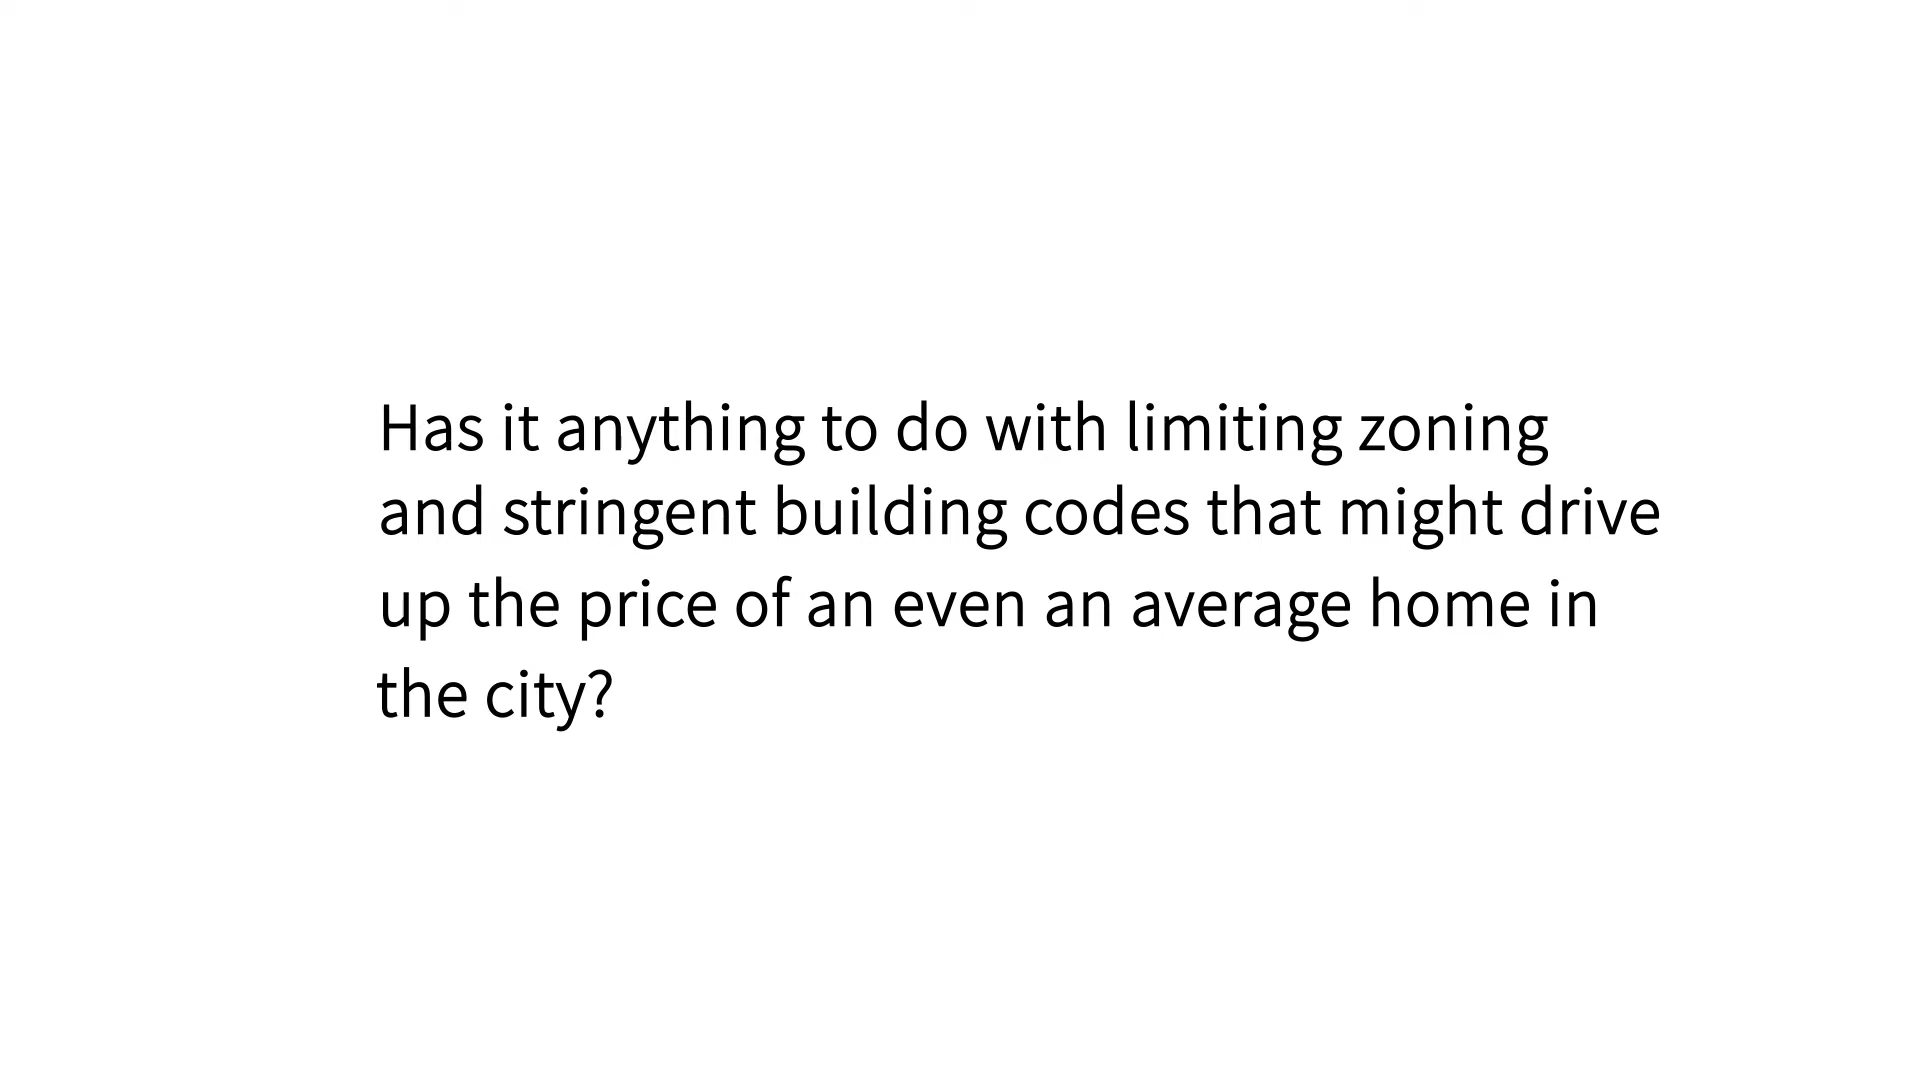 Has it anything to do with limiting zoning
and stringent building codes that might drive
up the price of an even an average home in
the city?